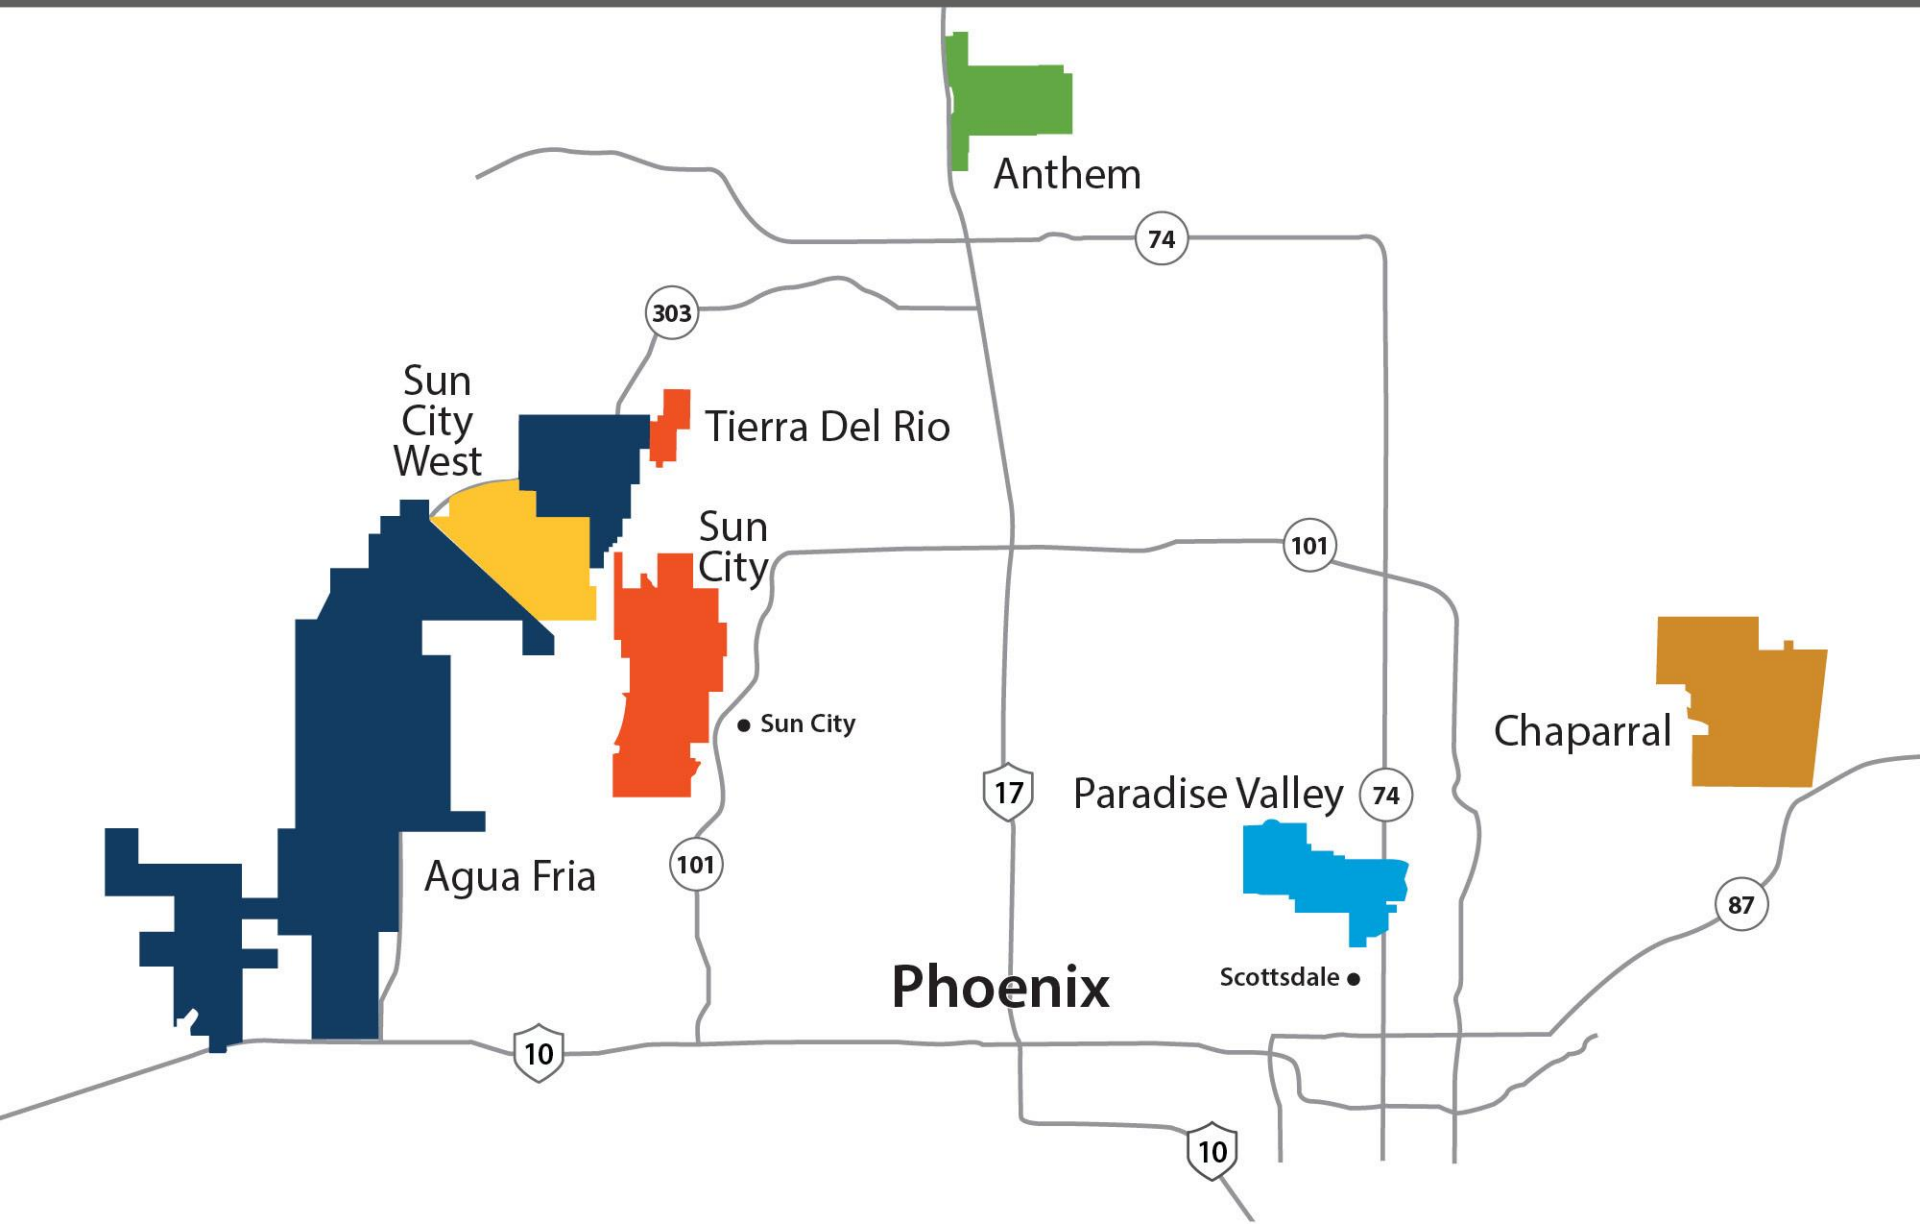 Anthem
74
303
Sun
City
West
Tierra Del Rio
Sun
City
101
Sun City
Chaparral
17
Paradise Valley
74
101
Agua Fria
87
Scottsdale
Phoenix
10
10